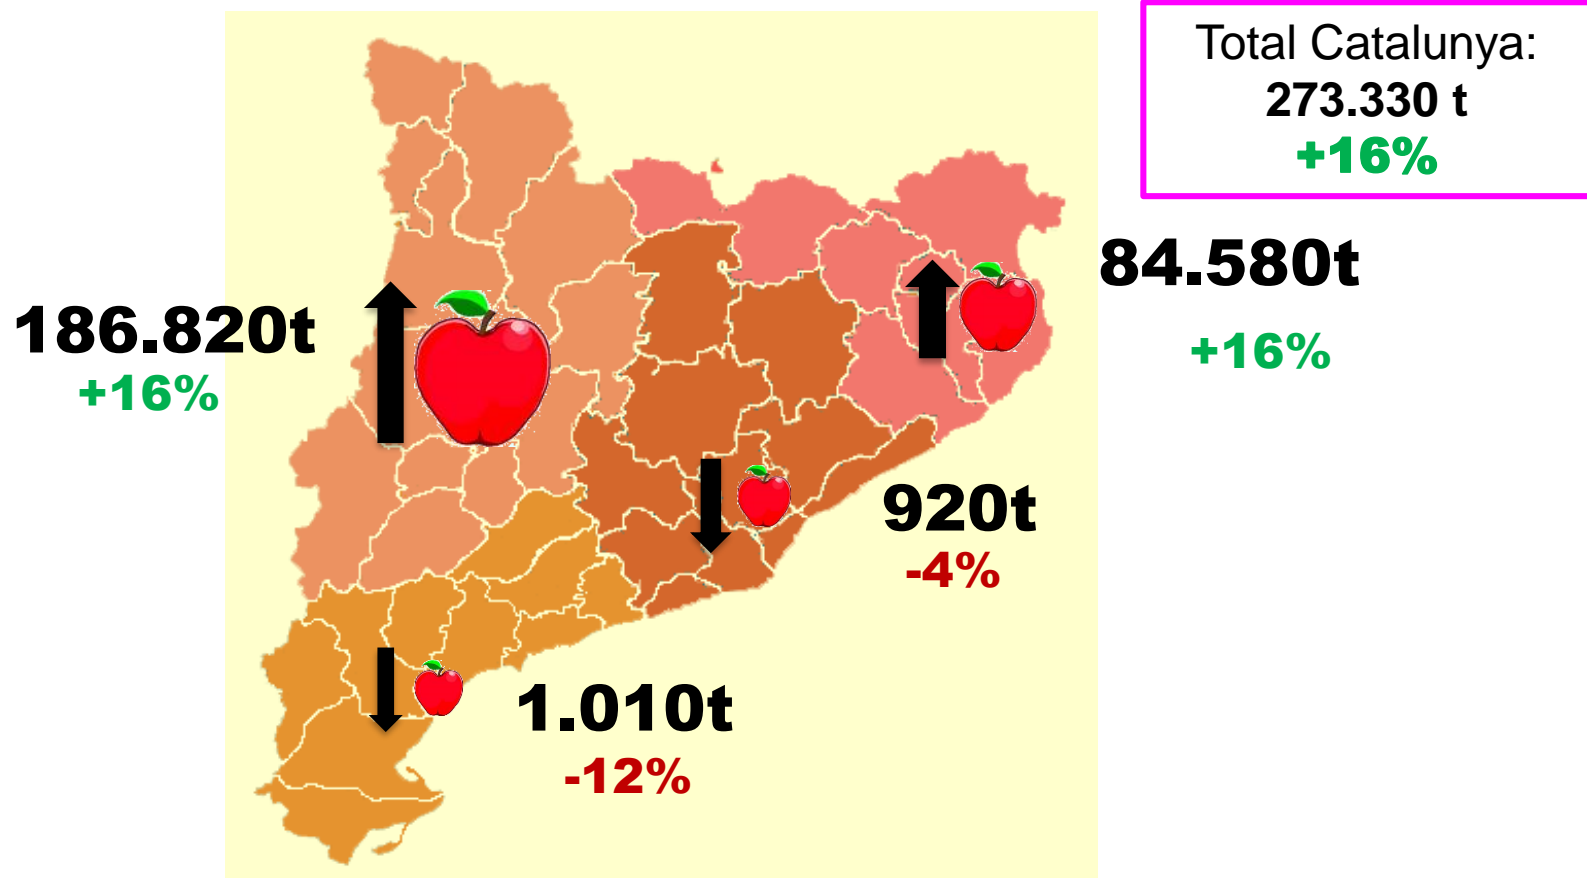 Total Catalunya:
273.330 t
+16%
84.580t
+16%
186.820t
+16%
920t
-4%
1.010t
-12%